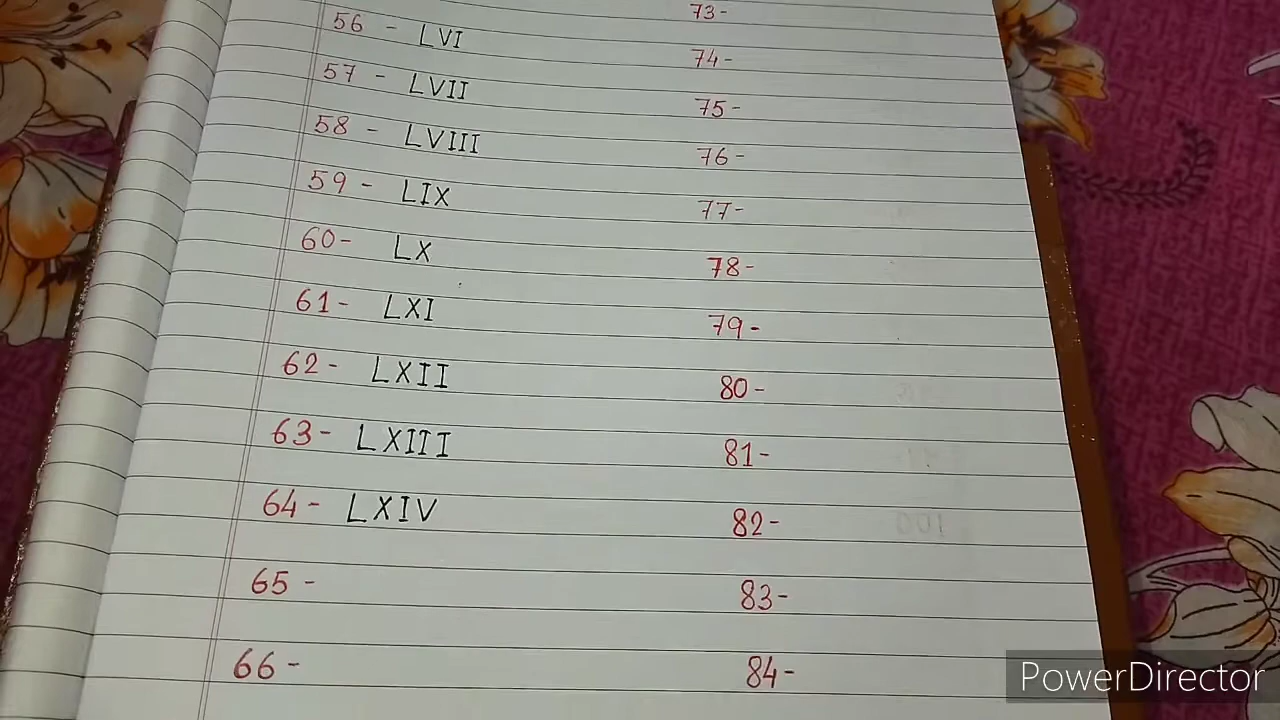 56 - LVI
57 - LVII
58 - LVIII
59 - LIX
60- LX
61- LXI
62- LXII
63- LXIII
64- LXIV
65 -
66 -
73-
74-
75-
76-
77-
78-
79-
80-
81-
82-
83-
84-
PowerDirector